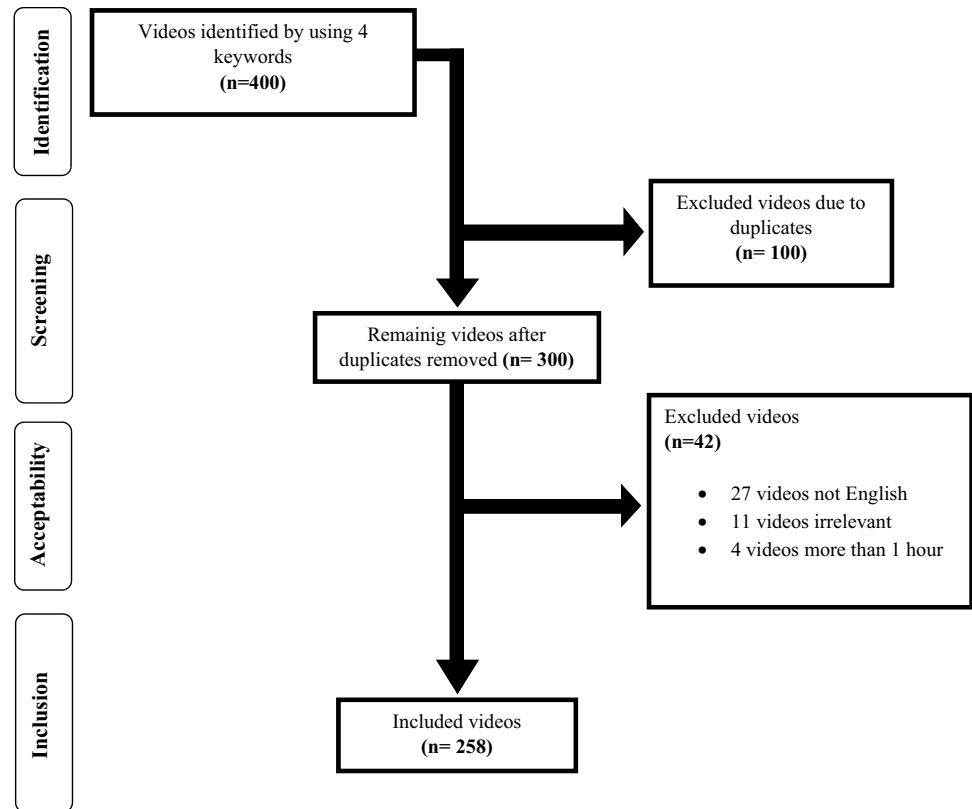 Identification
Videos identified by using 4
keywords
(n=400)
Screening
Excluded videos due to
duplicates
(n= 100)
Remainig videos after
duplicates removed (n= 300)
Acceptability
Excluded videos
(n=42)
• 27 videos not English
• 11 videos irrelevant
• 4 videos more than 1 hour
Inclusion
Included videos
(n= 258)